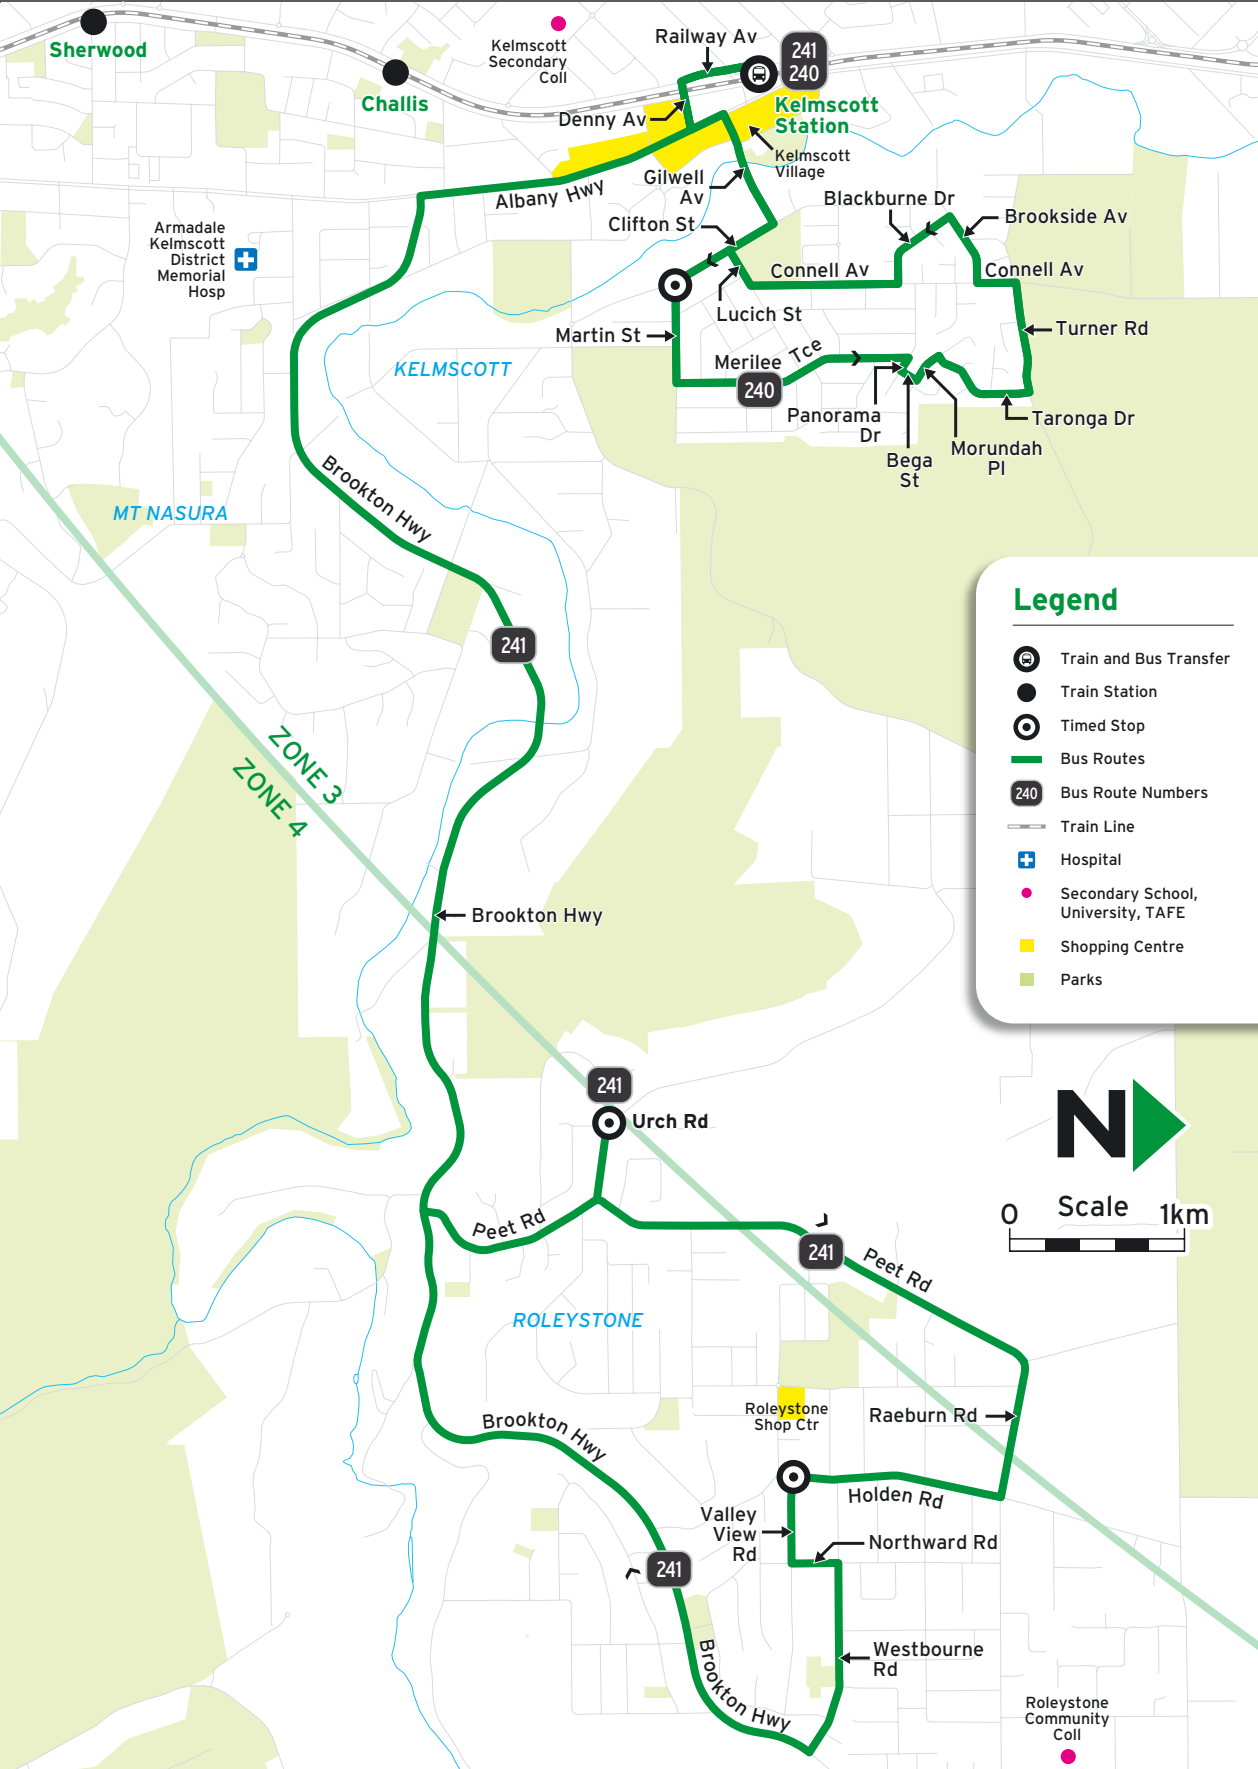 Sherwood
Challis
Kelmscott
Secondary
Coll
Railway Av
241
240
Denny Av
Kelmscott
Station
Kelmscott
Village
Gilwell
Av
Albany Hwy
Clifton St
Blackburne Dr
Brookside Av
Armadale
Kelmscott
District
Memorial
Hosp
Connell Av
Connell Av
Lucich St
Martin St
Turner Rd
Merilee Tce
240
KELMSCOTT
Panorama
Dr
Taronga Dr
Bega
St
Morundah
Pl
Brookton Hwy
MT NASURA
241
ZONE 3
ZONE 4
Legend
Train and Bus Transfer
Train Station
Timed Stop
Bus Routes
240
Bus Route Numbers
Train Line
Hospital
Secondary School,
University, TAFE
Shopping Centre
Parks
Brookton Hwy
241
Urch Rd
N
0 Scale 1km
Peet Rd
241
Peet Rd
ROLEYSTONE
Roleystone
Shop Ctr
Raeburn Rd
Brookton Hwy
Holden Rd
Valley
View
Rd
Northward Rd
241
Brookton Hwy
Westbourne
Rd
Roleystone
Community
Coll